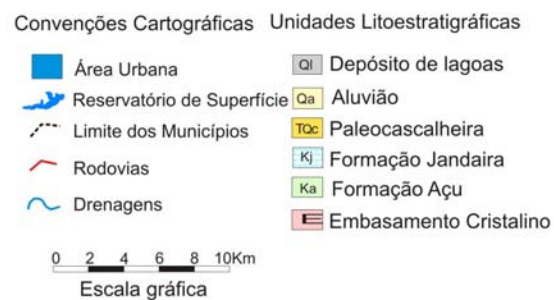 Convenções Cartográficas
Área Urbana
Reservatório de Superfície
Limite dos Municípios
Rodovias
Drenagens
0 2 4 6 8 10Km
Escala gráfica
Unidades Litoestratigráficas
Ql Depósito de lagoas
Qa Aluvião
TQc Paleocascalheira
Kj Formação Jandaira
Ka Formação Açu
E Embasamento Cristalino